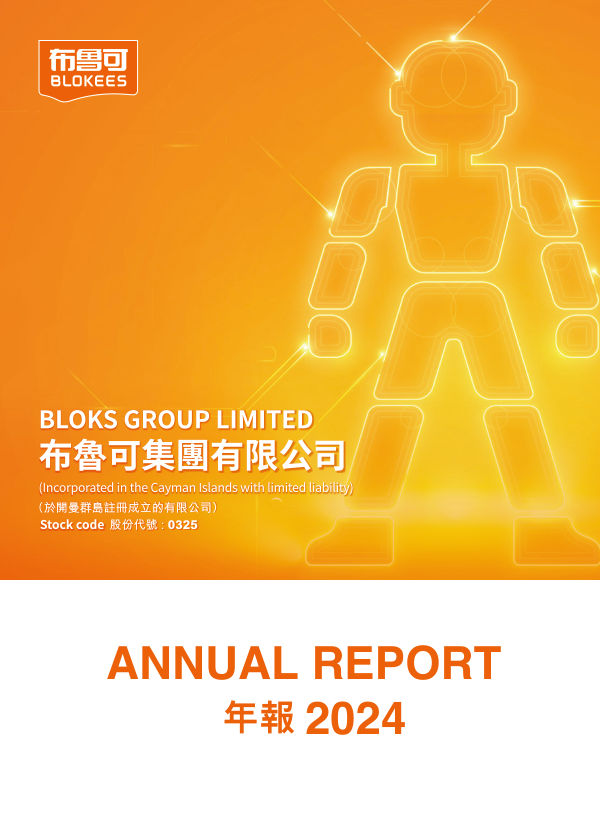 布魯可
BLOKEES
BLOKS GROUP LIMITED
布魯可集團有限公司
(Incorporated in the Cayman Islands with limited liability)
(於開曼群島註冊成立的有限公司)
Stock code 股份代號 : 0325
ANNUAL REPORT
年報 2024